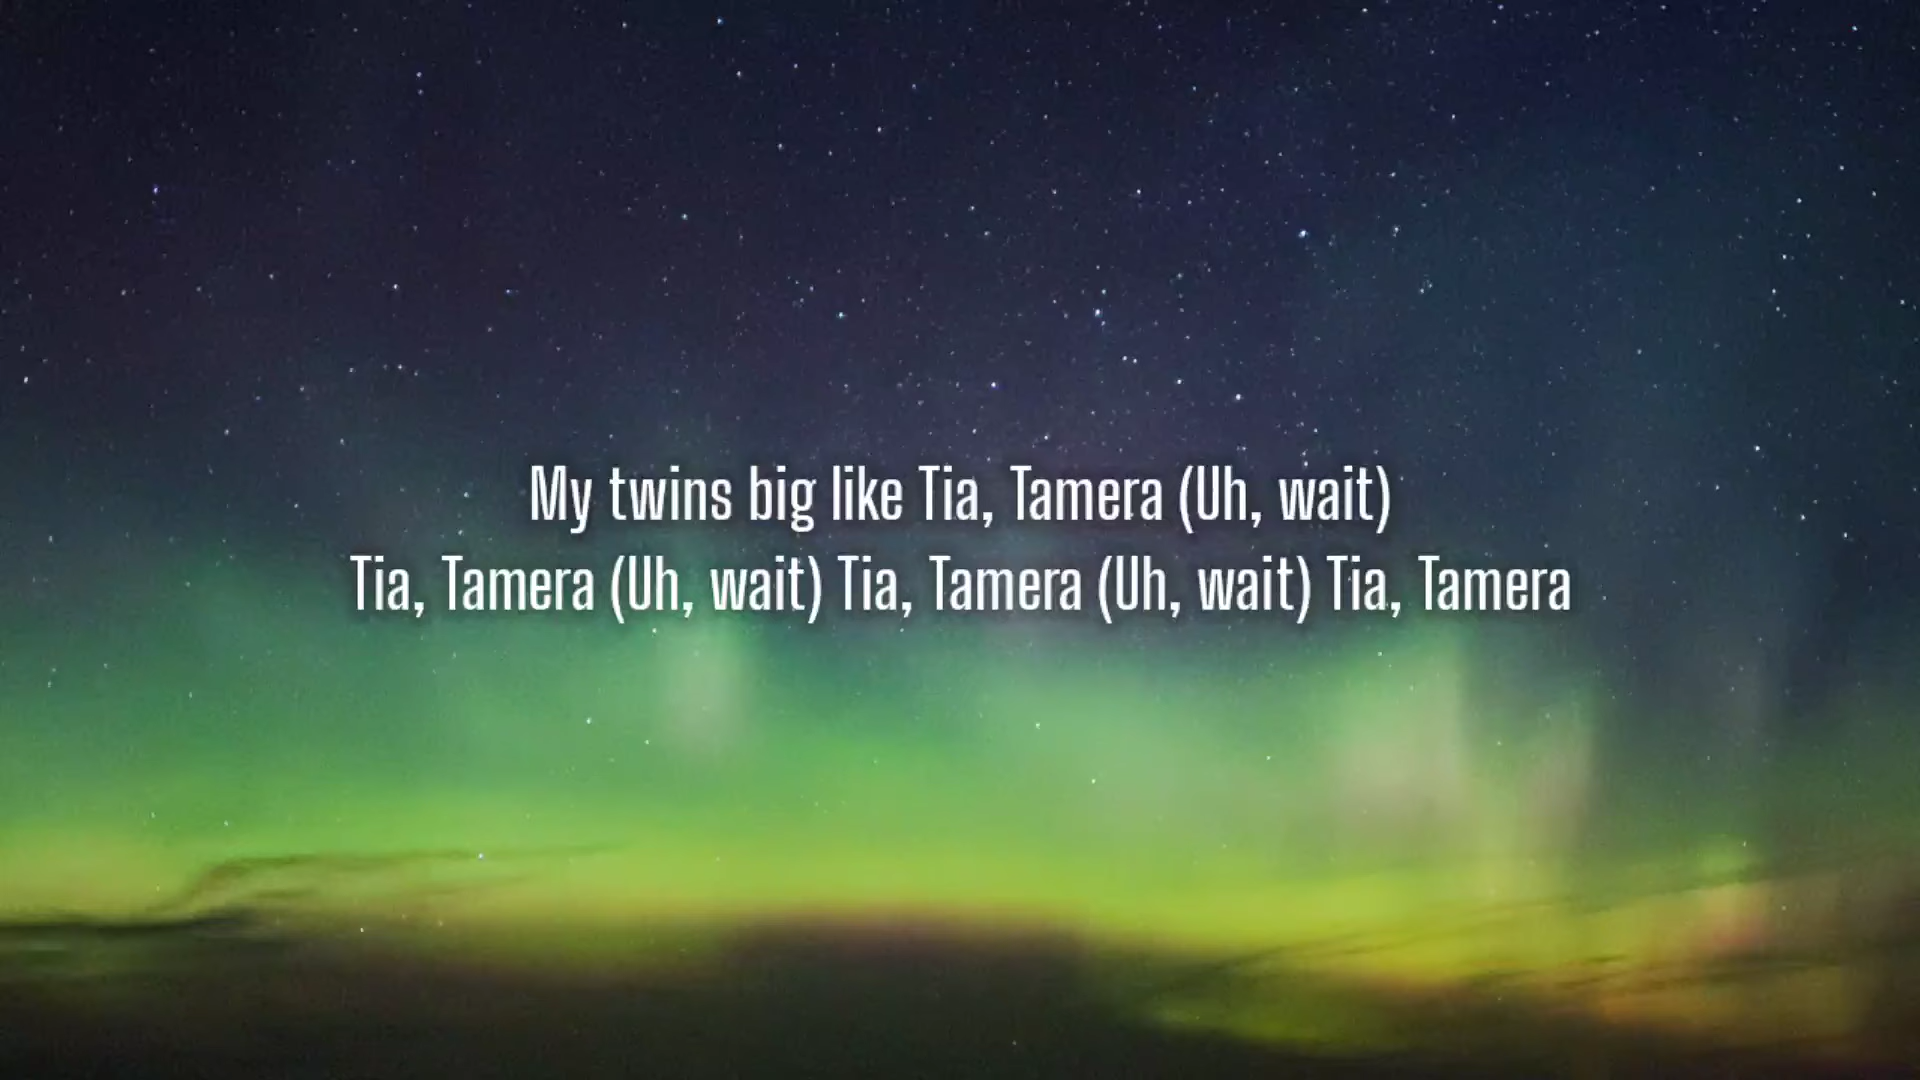 My twins big like Tia, Tamera (Uh, wait)
Tia, Tamera (Uh, wait) Tia, Tamera (Uh, wait) Tia, Tamera